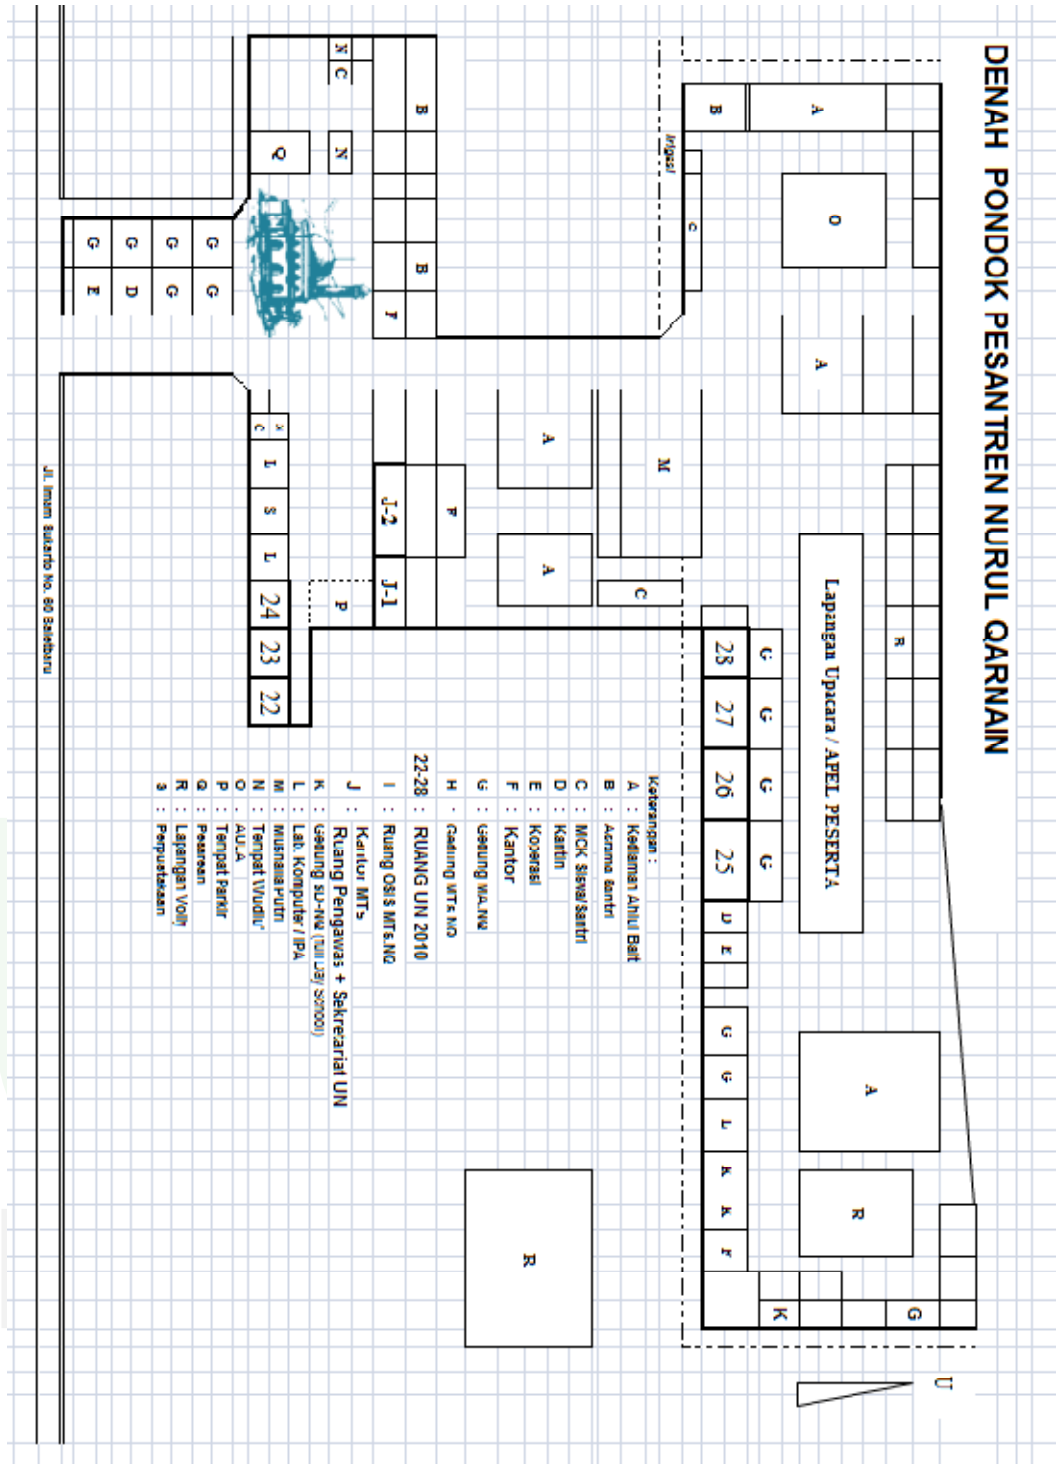 DENAH PONDOK PESANTREN NURUL QARNAIN
U
R
G
A
R
O
Lapangan Upacara / APEL PESERTA
A
A
G G G G
K
B
28 27 26 25 D E G G L K K F
C
Irigasi
M
C
A A
R
F
B B
F
J-2 J-1
N C N
P
Q
N
C
L S L 24 23 22
G G
G G
G D
G E
Keterangan :
A : Kediaman Ahlul Bait
B : Asrama Santri
C : MCK Siswa/Santri
D : Kantin
E : Koperasi
F : Kantor
G : Gedung MA.NQ
H : Gedung MTs NQ
22-28 : RUANG UN 2010
I : Ruang OSIS MTs.NQ
Kantor MTs
J : Ruang Pengawas + Sekretariat UN
K : Gedung SD-NQ (Full Day School)
L : Lab. Komputer / IPA
M : Musnalla Putri
N : Tempat Wudlu'
O : AULA
P : Tempat Parkir
Q : Pesarean
R : Lapangan Volly
S : Perpustakaan
Jl. Imam Sukarto No. 60 Baletbaru